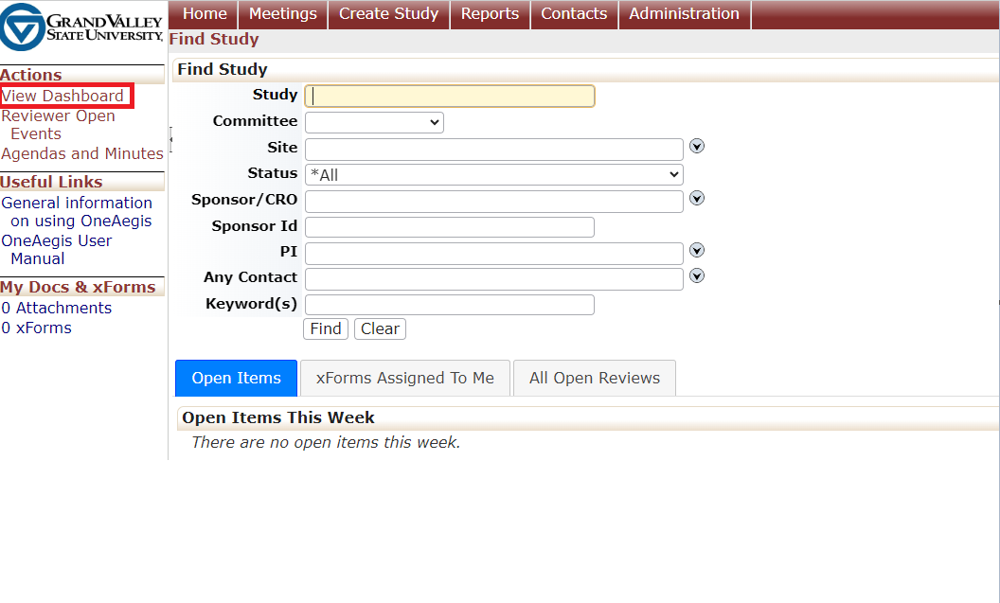 GRAND VALLEY
STATE UNIVERSITY.
Home Meetings Create Study Reports Contacts Administration
Find Study
Actions
View Dashboard
Reviewer Open
Events
Agendas and Minutes
Useful Links
General information
on using OneAegis
OneAegis User
Manual
My Docs & xForms
0 Attachments
0 xForms
Find Study
Study
Committee
Site
Status *All
Sponsor/CRO
Sponsor Id
PI
Any Contact
Keyword(s)
Find Clear
Open Items xForms Assigned To Me All Open Reviews
Open Items This Week
There are no open items this week.